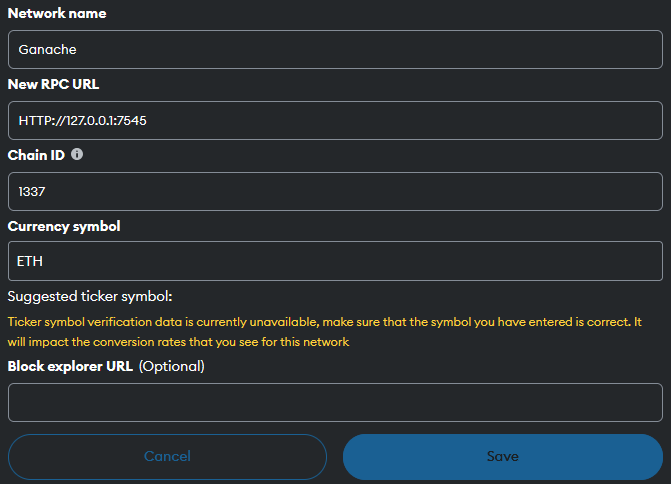 Network name
Ganache
New RPC URL
HTTP://127.0.0.1:7545
Chain ID
1337
Currency symbol
ETH
Suggested ticker symbol:
Ticker symbol verification data is currently unavailable, make sure that the symbol you have entered is correct. It
will impact the conversion rates that you see for this network
Block explorer URL (Optional)
Cancel
Save